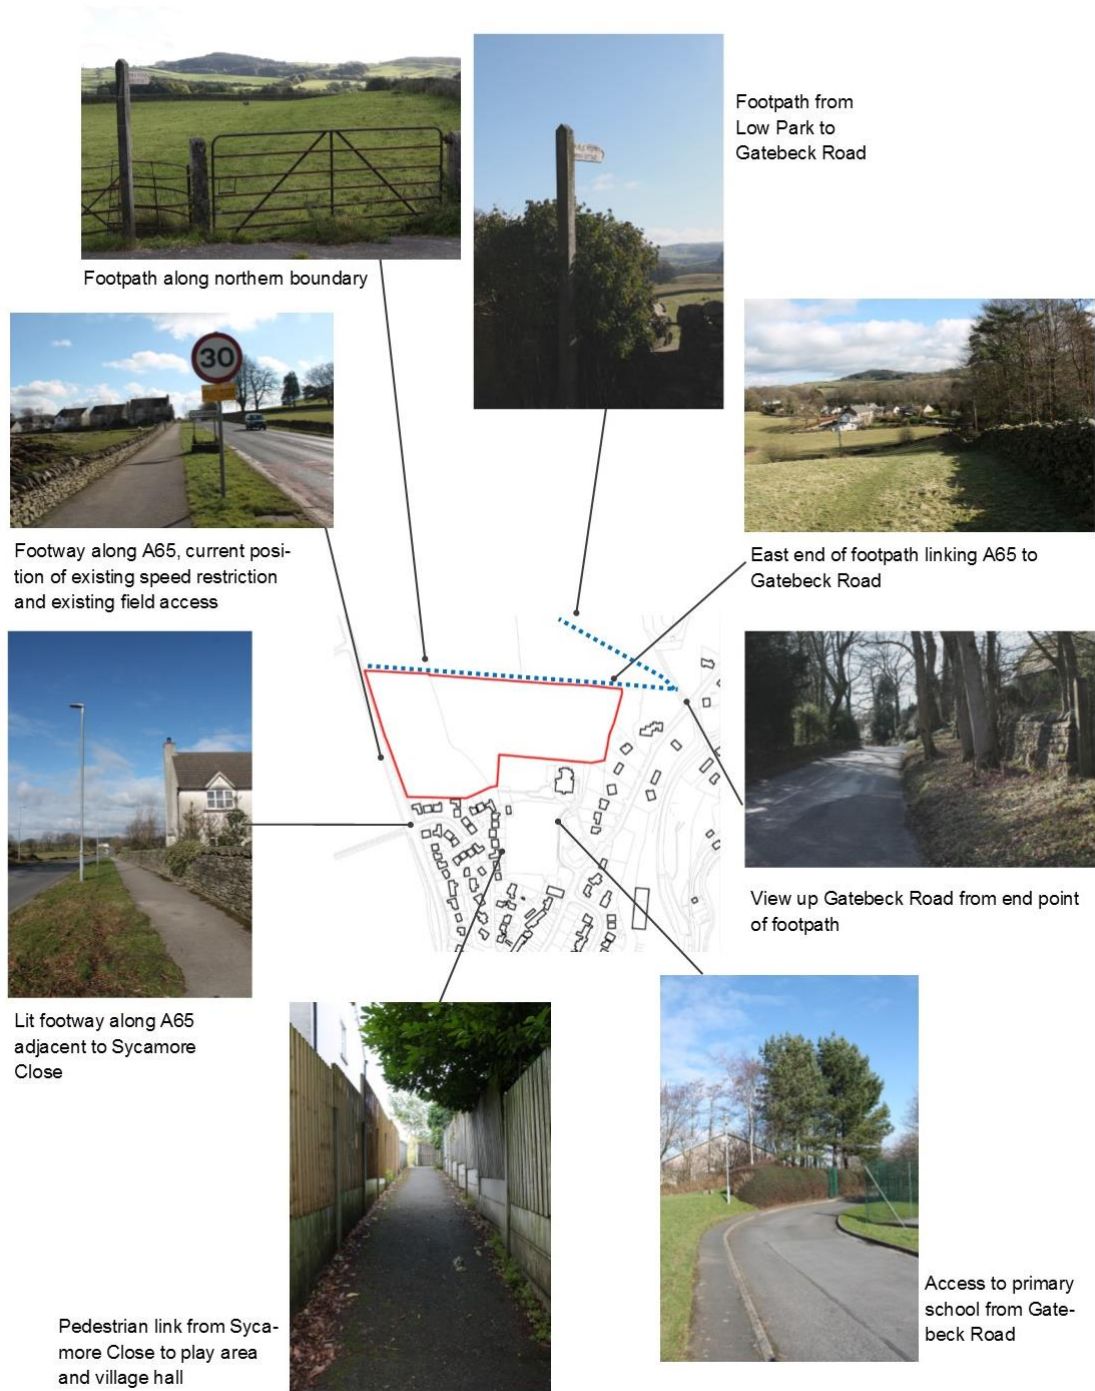 Footpath from
Low Park to
Gatebeck Road
Footpath along northern boundary
30
Footway along A65, current posi-
tion of existing speed restriction
and existing field access
East end of footpath linking A65 to
Gatebeck Road
View up Gatebeck Road from end point
of footpath
Lit footway along A65
adjacent to Sycamore
Close
Pedestrian link from Syca-
more Close to play area
and village hall
Access to primary
school from Gate-
beck Road